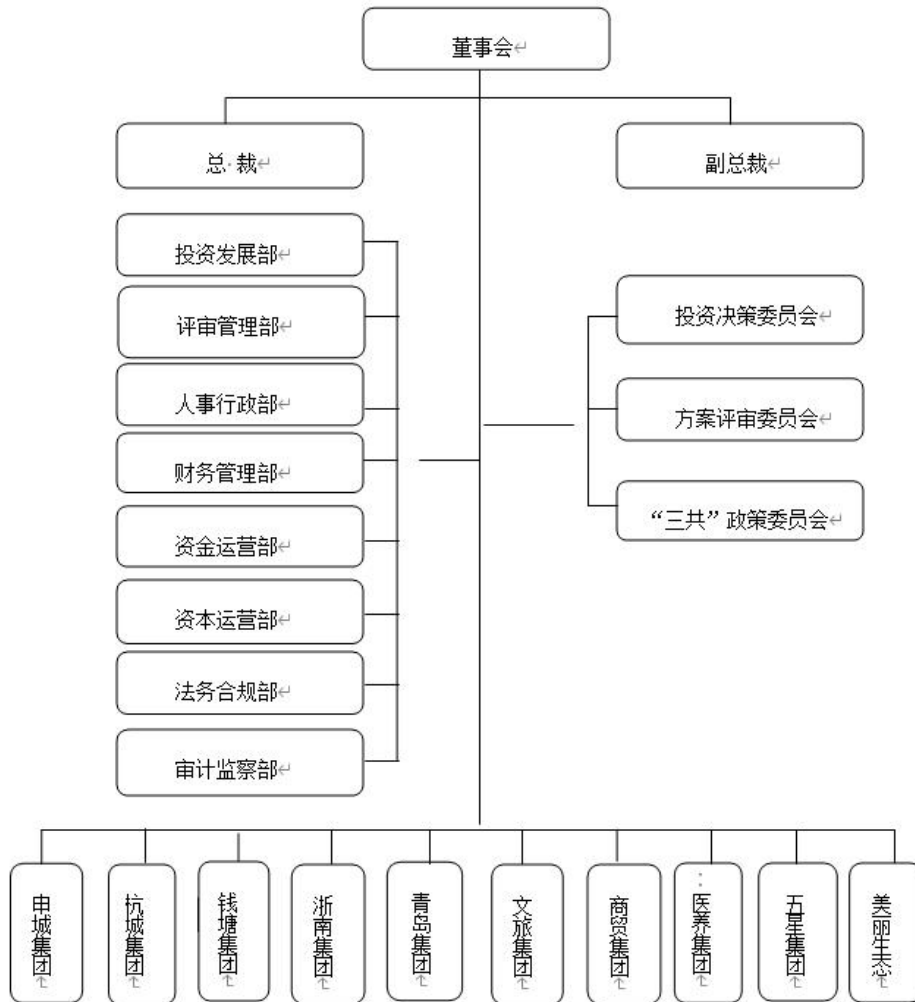 董事会
总·裁
副总裁
投资发展部
评审管理部
人事行政部
财务管理部
资金运营部
资本运营部
法务合规部
审计监察部
投资决策委员会
方案评审委员会
“三共”政策委员会
申城集团
杭城集团
钱塘集团
浙南集团
青岛集团
文旅集团
商贸集团
医养集团
五星集团
美丽生态